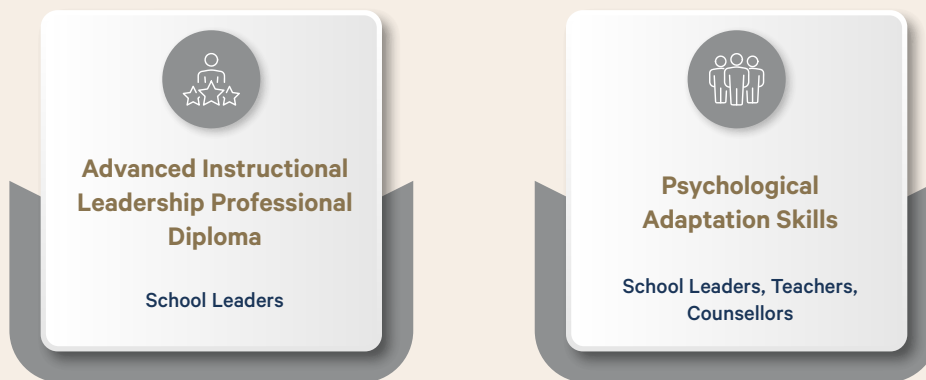 Advanced Instructional
Leadership Professional
Diploma
School Leaders
Psychological
Adaptation Skills
School Leaders, Teachers,
Counsellors